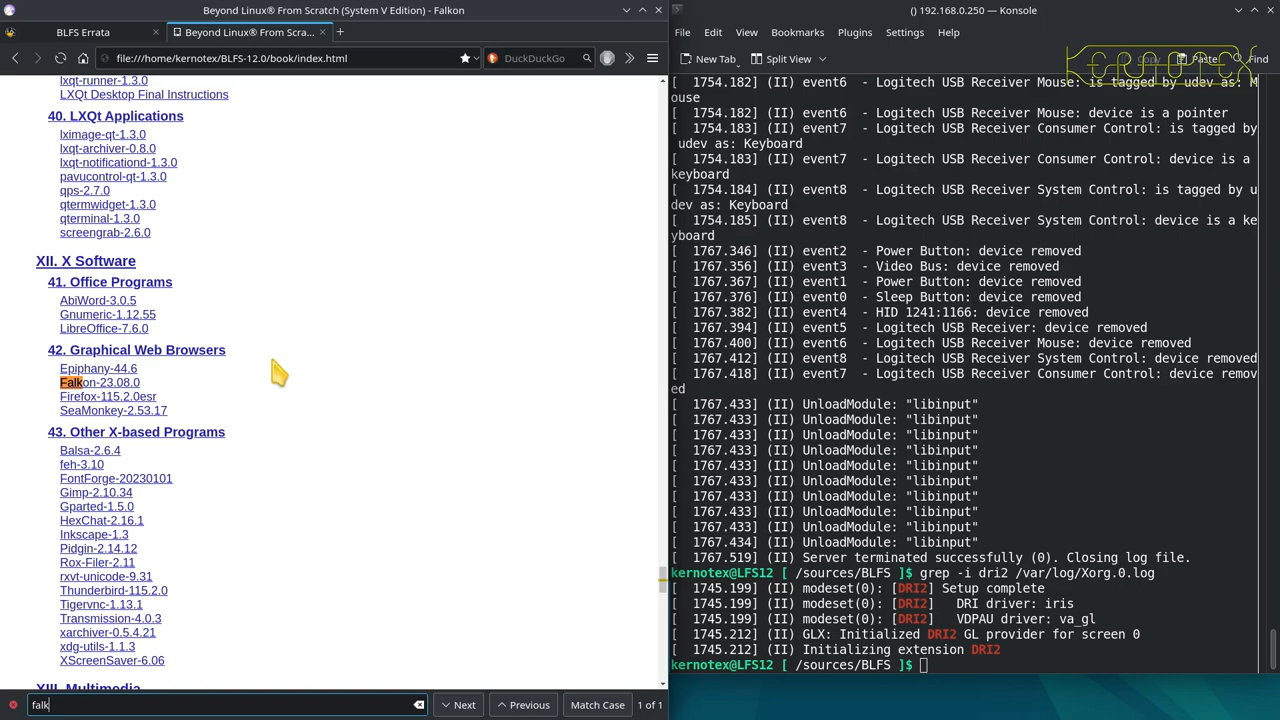 Beyond Linux® From Scratch (System V Edition) - Falkon
BLFS Errata
Beyond Linux® From Scra...
file:///home/kernotex/BLFS-12.0/book/index.html
DuckDuckGo
lxqt-runner-1.3.0
LXQt Desktop Final Instructions
40. LXQt Applications
lximage-qt-1.3.0
lxqt-archiver-0.8.0
lxqt-notificationd-1.3.0
pavucontrol-qt-1.3.0
qps-2.7.0
qtermwidget-1.3.0
qterminal-1.3.0
screengrab-2.6.0
XII. X Software
41. Office Programs
AbiWord-3.0.5
Gnumeric-1.12.55
LibreOffice-7.6.0
42. Graphical Web Browsers
Epiphany-44.6
Falkon-23.08.0
Firefox-115.2.0esr
SeaMonkey-2.53.17
43. Other X-based Programs
Balsa-2.6.4
feh-3.10
FontForge-20230101
Gimp-2.10.34
Gparted-1.5.0
HexChat-2.16.1
Inkscape-1.3
Pidgin-2.14.12
Rox-Filer-2.11
rxvt-unicode-9.31
Thunderbird-115.2.0
Tigervnc-1.13.1
Transmission-4.0.3
xarchiver-0.5.4.21
xdg-utils-1.1.3
XScreenSaver-6.06
XIII. Multimedia
falk
Next
Previous
Match Case
1 of 1
() 192.168.0.250 — Konsole
File Edit View Bookmarks Plugins Settings Help
New Tab Split View Copy Paste Find
kernotex
[ 1754.182] (II) event6 - Logitech USB Receiver Mouse: is tagged by udev as: M
ouse
[ 1754.182] (II) event6 - Logitech USB Receiver Mouse: device is a pointer
[ 1754.183] (II) event7 - Logitech USB Receiver Consumer Control: is tagged by
udev as: Keyboard
[ 1754.183] (II) event7 - Logitech USB Receiver Consumer Control: device is a
keyboard
[ 1754.184] (II) event8 - Logitech USB Receiver System Control: is tagged by u
dev as: Keyboard
[ 1754.185] (II) event8 - Logitech USB Receiver System Control: device is a ke
yboard
[ 1767.346] (II) event2 - Power Button: device removed
[ 1767.356] (II) event3 - Video Bus: device removed
[ 1767.367] (II) event1 - Power Button: device removed
[ 1767.376] (II) event0 - Sleep Button: device removed
[ 1767.382] (II) event4 - HID 1241:1166: device removed
[ 1767.394] (II) event5 - Logitech USB Receiver: device removed
[ 1767.400] (II) event6 - Logitech USB Receiver Mouse: device removed
[ 1767.412] (II) event8 - Logitech USB Receiver System Control: device removed
[ 1767.418] (II) event7 - Logitech USB Receiver Consumer Control: device remov
ed
[ 1767.433] (II) UnloadModule: "libinput"
[ 1767.433] (II) UnloadModule: "libinput"
[ 1767.433] (II) UnloadModule: "libinput"
[ 1767.433] (II) UnloadModule: "libinput"
[ 1767.433] (II) UnloadModule: "libinput"
[ 1767.433] (II) UnloadModule: "libinput"
[ 1767.433] (II) UnloadModule: "libinput"
[ 1767.433] (II) UnloadModule: "libinput"
[ 1767.433] (II) UnloadModule: "libinput"
[ 1767.434] (II) UnloadModule: "libinput"
[ 1767.519] (II) Server terminated successfully (0). Closing log file.
kernotex@LFS12 [ /sources/BLFS ]$ grep -i dri2 /var/log/Xorg.0.log
[ 1745.199] (II) modeset(0): [DRI2] Setup complete
[ 1745.199] (II) modeset(0): [DRI2] DRI driver: iris
[ 1745.199] (II) modeset(0): [DRI2] VDPAU driver: va_gl
[ 1745.212] (II) GLX: Initialized DRI2 GL provider for screen 0
[ 1745.212] (II) Initializing extension DRI2
kernotex@LFS12 [ /sources/BLFS ]$